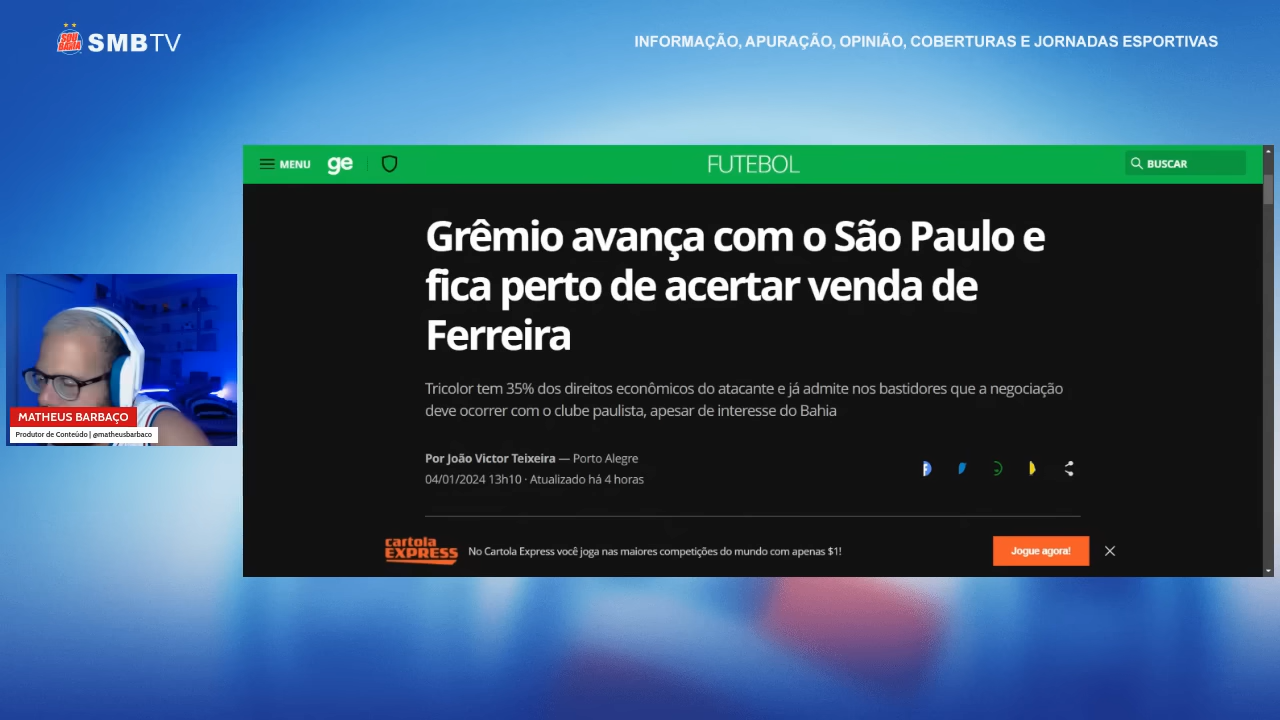 SOU BAHIA
SMBTV
INFORMAÇÃO, APURAÇÃO, OPINIÃO, COBERTURAS E JORNADAS ESPORTIVAS
MENU
ge
FUTEBOL
BUSCAR
Grêmio avança com o São Paulo e
fica perto de acertar venda de
Ferreira
Tricolor tem 35% dos direitos econômicos do atacante e já admite nos bastidores que a negociação
deve ocorrer com o clube paulista, apesar de interesse do Bahia
Por João Victor Teixeira — Porto Alegre
04/01/2024 13h10 · Atualizado há 4 horas
cartola
EXPRESS
No Cartola Express você joga nas maiores competições do mundo com apenas $1!
Jogue agora!
MATHEUS BARBAÇO
Produtor de Conteúdo | @matheusbarbaco